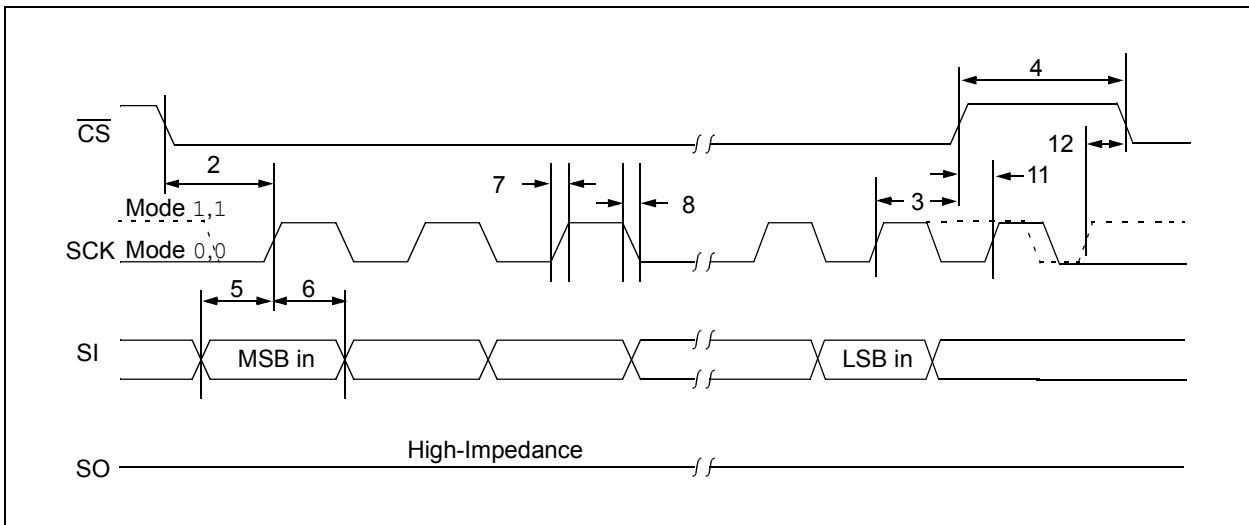 4
CS
12
2
7
8
3
11
Mode 1,1
SCK Mode 0,0
5
6
SI
MSB in
LSB in
High-Impedance
SO